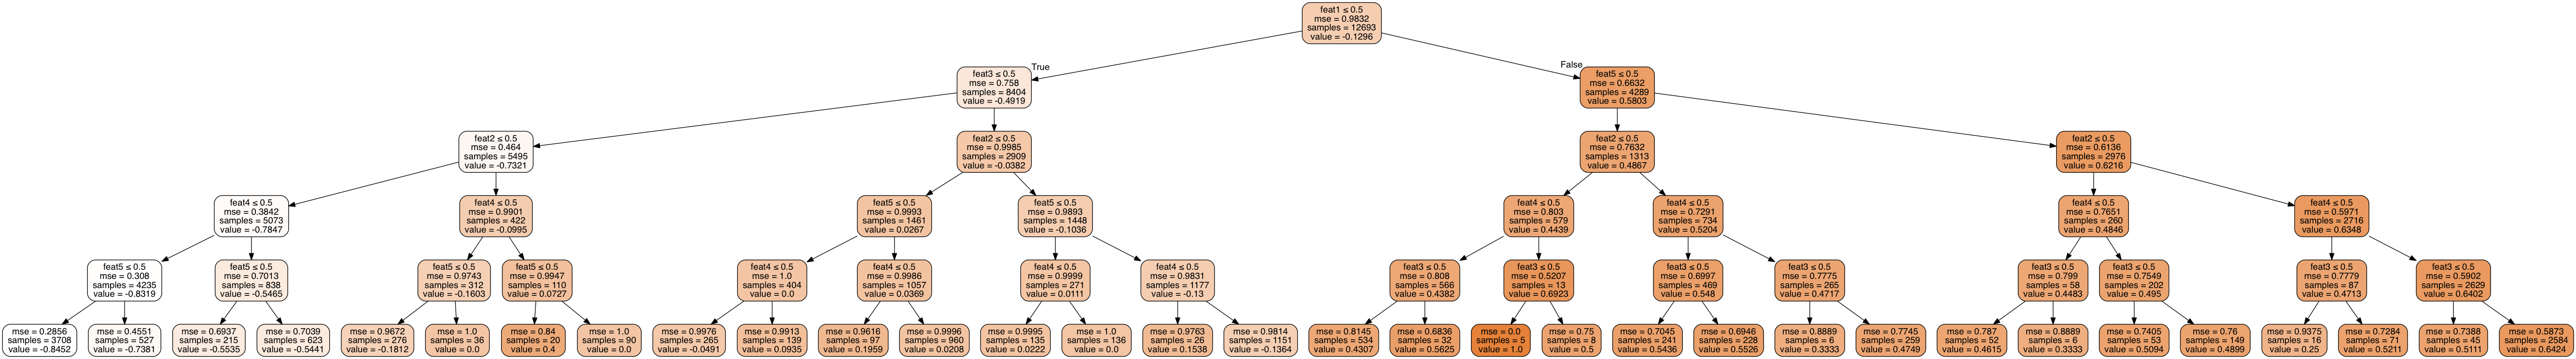 feat1 ≤ 0.5
mse = 0.9832
samples = 12693
value = -0.1296
True
False
feat3 ≤ 0.5
mse = 0.758
samples = 8404
value = -0.4919
feat5 ≤ 0.5
mse = 0.6632
samples = 4289
value = 0.5803
feat2 ≤ 0.5
mse = 0.464
samples = 5495
value = -0.7321
feat2 ≤ 0.5
mse = 0.9985
samples = 2909
value = -0.0382
feat2 ≤ 0.5
mse = 0.7632
samples = 1313
value = 0.4867
feat2 ≤ 0.5
mse = 0.6136
samples = 2976
value = 0.6216
feat4 ≤ 0.5
mse = 0.3842
samples = 5073
value = -0.7847
feat4 ≤ 0.5
mse = 0.9901
samples = 422
value = -0.0995
feat5 ≤ 0.5
mse = 0.9993
samples = 1461
value = 0.0267
feat5 ≤ 0.5
mse = 0.9893
samples = 1448
value = -0.1036
feat4 ≤ 0.5
mse = 0.803
samples = 579
value = 0.4439
feat4 ≤ 0.5
mse = 0.7291
samples = 734
value = 0.5204
feat4 ≤ 0.5
mse = 0.7651
samples = 260
value = 0.4846
feat4 ≤ 0.5
mse = 0.5971
samples = 2716
value = 0.6348
feat5 ≤ 0.5
mse = 0.308
samples = 4235
value = -0.8319
feat5 ≤ 0.5
mse = 0.7013
samples = 838
value = -0.5465
feat5 ≤ 0.5
mse = 0.9743
samples = 312
value = -0.1603
feat5 ≤ 0.5
mse = 0.9947
samples = 110
value = 0.0727
feat4 ≤ 0.5
mse = 1.0
samples = 404
value = 0.0
feat4 ≤ 0.5
mse = 0.9986
samples = 1057
value = 0.0369
feat4 ≤ 0.5
mse = 0.9999
samples = 271
value = 0.0111
feat4 ≤ 0.5
mse = 0.9831
samples = 1177
value = -0.13
feat3 ≤ 0.5
mse = 0.808
samples = 566
value = 0.4382
feat3 ≤ 0.5
mse = 0.5207
samples = 13
value = 0.6923
feat3 ≤ 0.5
mse = 0.6997
samples = 469
value = 0.548
feat3 ≤ 0.5
mse = 0.7775
samples = 265
value = 0.4717
feat3 ≤ 0.5
mse = 0.799
samples = 58
value = 0.4483
feat3 ≤ 0.5
mse = 0.7549
samples = 202
value = 0.495
feat3 ≤ 0.5
mse = 0.7779
samples = 87
value = 0.4713
feat3 ≤ 0.5
mse = 0.5902
samples = 2629
value = 0.6402
mse = 0.2856
samples = 3708
value = -0.8452
mse = 0.4551
samples = 527
value = -0.7381
mse = 0.6937
samples = 215
value = -0.5535
mse = 0.7039
samples = 623
value = -0.5441
mse = 0.9672
samples = 276
value = -0.1812
mse = 1.0
samples = 36
value = 0.0
mse = 0.84
samples = 20
value = 0.4
mse = 1.0
samples = 90
value = 0.0
mse = 0.9976
samples = 265
value = -0.0491
mse = 0.9913
samples = 139
value = 0.0935
mse = 0.9616
samples = 97
value = 0.1959
mse = 0.9996
samples = 960
value = 0.0208
mse = 0.9995
samples = 135
value = 0.0222
mse = 1.0
samples = 136
value = 0.0
mse = 0.9763
samples = 26
value = 0.1538
mse = 0.9814
samples = 1151
value = -0.1364
mse = 0.8145
samples = 534
value = 0.4307
mse = 0.6836
samples = 32
value = 0.5625
mse = 0.0
samples = 5
value = 1.0
mse = 0.75
samples = 8
value = 0.5
mse = 0.7045
samples = 241
value = 0.5436
mse = 0.6946
samples = 228
value = 0.5526
mse = 0.8889
samples = 6
value = 0.3333
mse = 0.7745
samples = 259
value = 0.4749
mse = 0.787
samples = 52
value = 0.4615
mse = 0.8889
samples = 6
value = 0.3333
mse = 0.7405
samples = 53
value = 0.5094
mse = 0.76
samples = 149
value = 0.4899
mse = 0.9375
samples = 16
value = 0.25
mse = 0.7284
samples = 71
value = 0.5211
mse = 0.7388
samples = 45
value = 0.5111
mse = 0.5873
samples = 2584
value = 0.6424